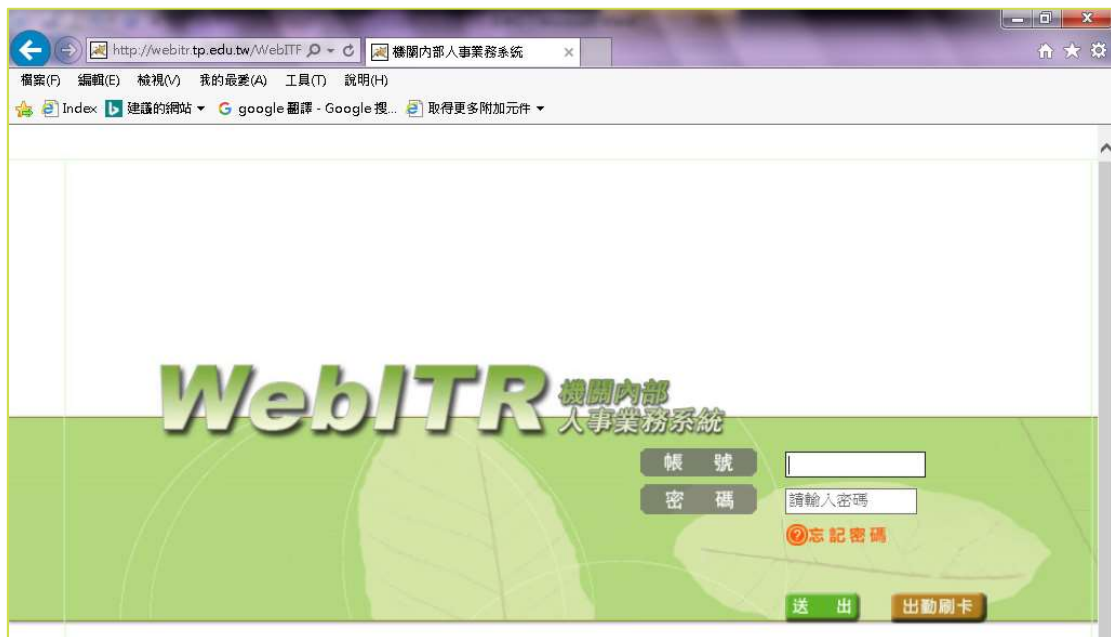 http://webitr.tp.edu.tw/WebITF
機關內部人事業務系統
檔案(F) 編輯(E) 檢視(V) 我的最愛(A) 工具(T) 說明(H)
Index 建議的網站 google 翻譯 - Google 搜... 取得更多附加元件
WebITR 機關內部
人事業務系統
帳 號
密 碼 請輸入密碼
忘記密碼
送 出 出勤刷卡